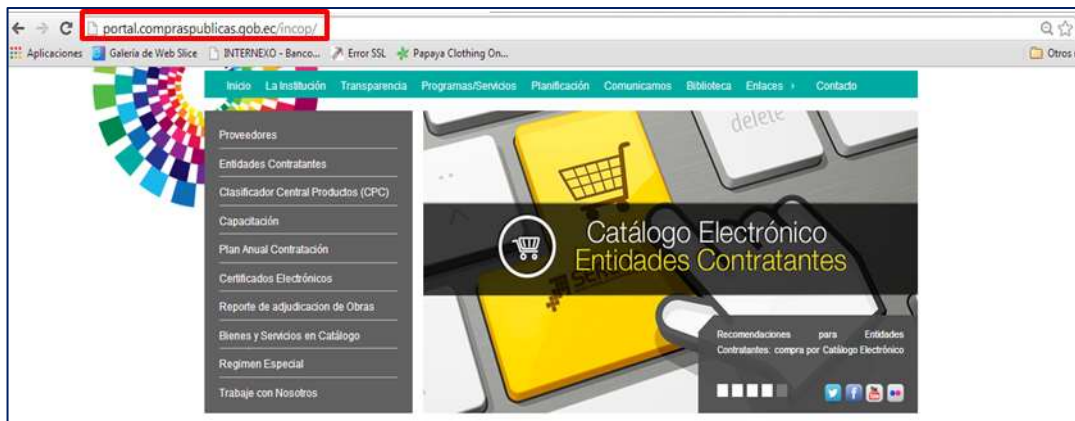 portal.compraspublicas.gob.ec/incop/
Aplicaciones Galería de Web Slice INTERNEXO - Banco... Error SSL Papaya Clothing On... Otros
Inicio La Institución Transparencia Programas/Servicios Planificación Comunicamos Biblioteca Enlaces › Contacto
Proveedores
Entidades Contratantes
Clasificador Central Productos (CPC)
Capacitación
Plan Anual Contratación
Certificados Electrónicos
Reporte de adjudicacion de Obras
Bienes y Servicios en Catálogo
Regimen Especial
Trabaje con Nosotros
delete
Catálogo Electrónico
Entidades Contratantes
Recomendaciones para Entidades
Contratantes: compra por Catálogo Electrónico